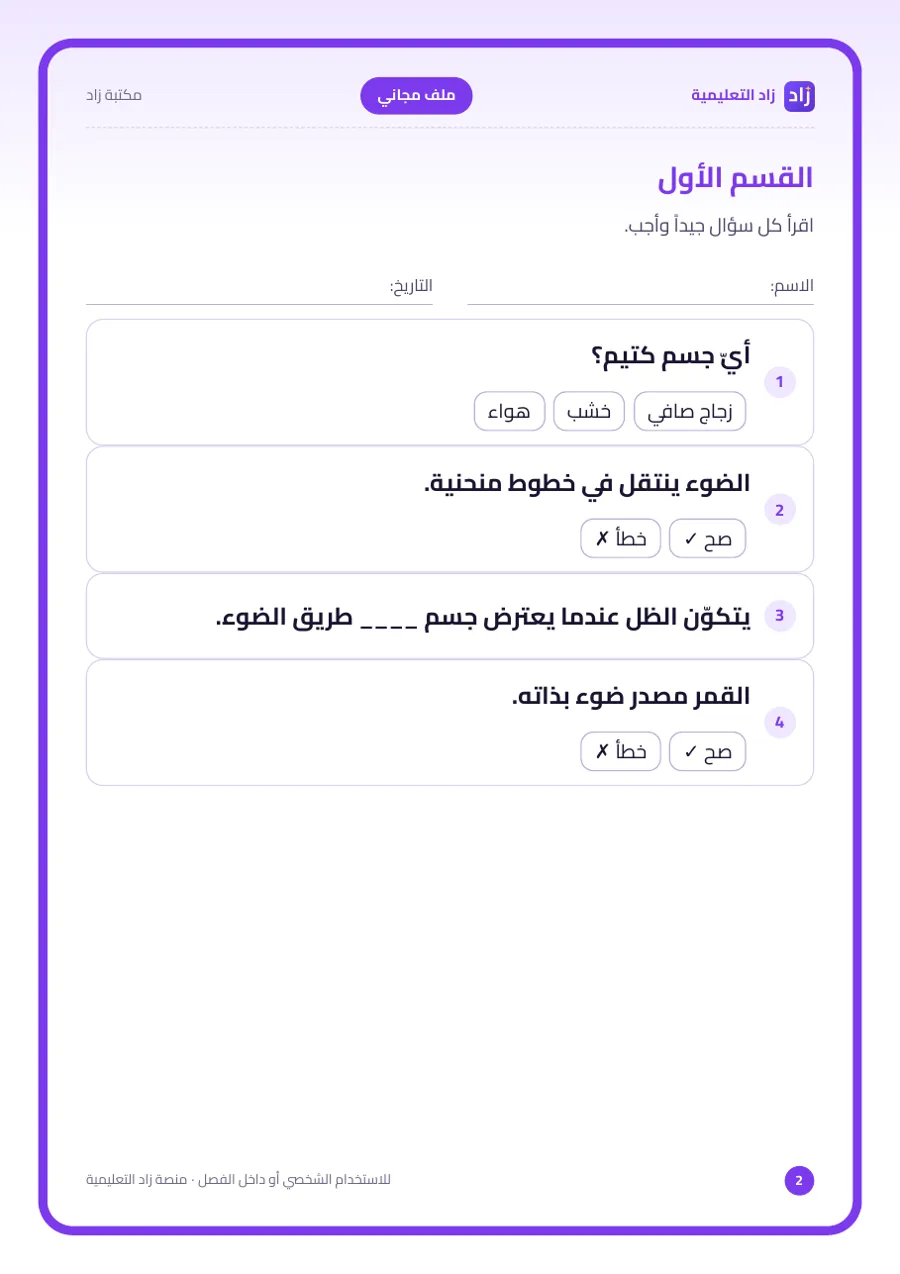 زاد زاد التعليمية
ملف مجاني
مكتبة زاد
القسم الأول
اقرأ كل سؤال جيداً وأجب.
الاسم:
التاريخ:
1
أيّ جسم كتيم؟
زجاج صافي
خشب
هواء
2
الضوء ينتقل في خطوط منحنية.
صح ✓
خطأ ✗
3
يتكوّن الظل عندما يعترض جسم ____ طريق الضوء.
4
القمر مصدر ضوء بذاته.
صح ✓
خطأ ✗
2
للاستخدام الشخصي أو داخل الفصل · منصة زاد التعليمية